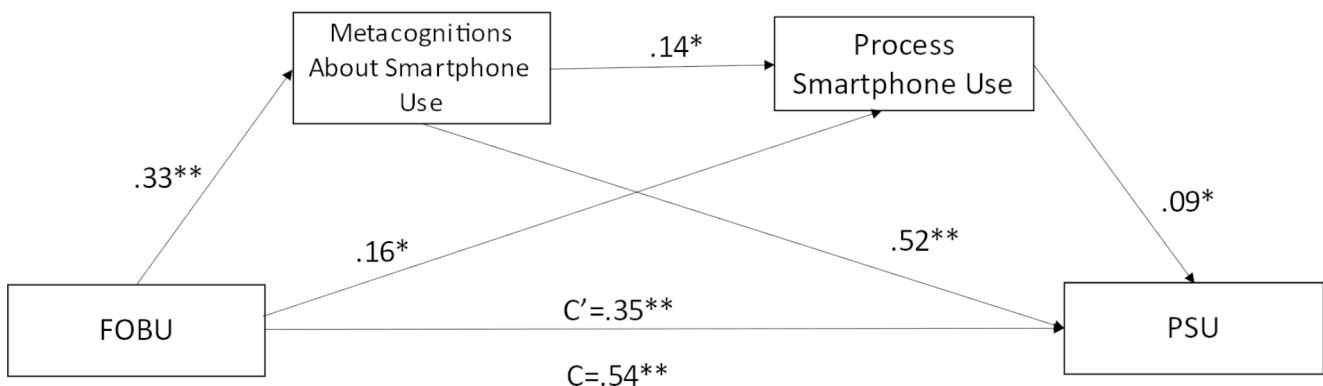 Metacognitions
About Smartphone
Use
.14*
Process
Smartphone Use
.33**
.16*
.52**
.09*
FOBU
C’=.35**
C=.54**
PSU